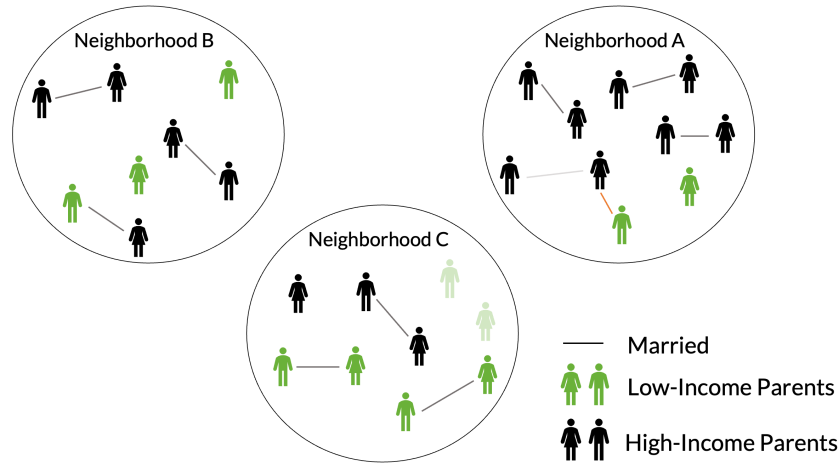 Neighborhood B
Neighborhood A
Neighborhood C
Married
Low-Income Parents
High-Income Parents